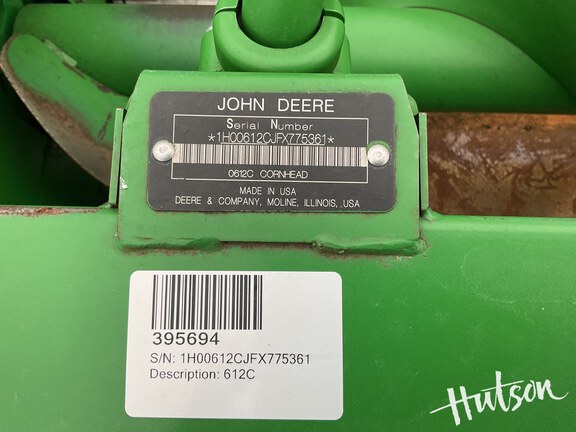 JOHN DEERE
Serial Number
*1H00612CJFX775361*
0612C CORNHEAD
MADE IN USA
DEERE & COMPANY, MOLINE, ILLINOIS, USA
395694
S/N: 1H00612CJFX775361
Description: 612C
Hutson